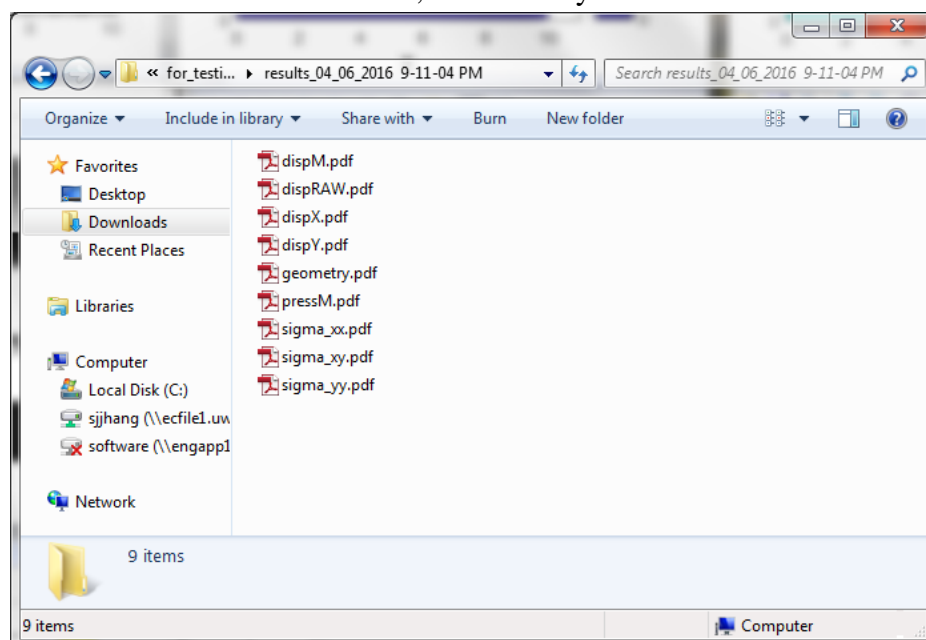 « for_testi... ▸ results_04_06_2016 9-11-04 PM
Search results_04_06_2016 9-11-04 PM
Organize Include in library Share with Burn New folder
Favorites
Desktop
Downloads
Recent Places
Libraries
Computer
Local Disk (C:)
sjjhang (\\ecfile1.uw
software (\\engapp1
Network
dispM.pdf
dispRAW.pdf
dispX.pdf
dispY.pdf
geometry.pdf
pressM.pdf
sigma_xx.pdf
sigma_xy.pdf
sigma_yy.pdf
9 items
9 items
Computer